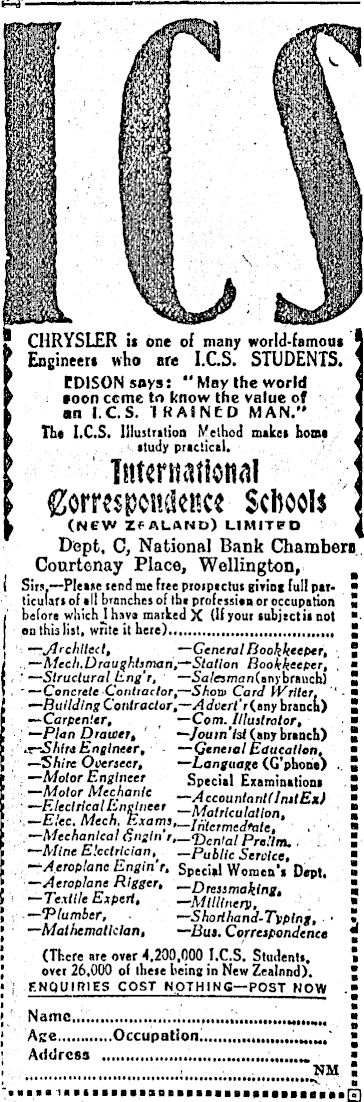 ICS
CHRYSLER is one of many world-famous
Engineers who are I.C.S. STUDENTS.
EDISON says: "May the world
soon come to know the value of
an I.C.S. TRAINED MAN."
The I.C.S. Illustration Method makes home
study practical.
International
Correspondence Schools
(NEW ZEALAND) LIMITED
Dept. C, National Bank Chambers
Courtenay Place, Wellington,
Sirs,—Please send me free prospectus giving full par-
ticulars of all branches of the profession or occupation
before which I have marked X (If your subject is not
on this list, write it here)..............................
—Architect,
—Mech.Draughtsman,
—Structural Eng'r,
—Concrete Contractor,
—Building Contractor,
—Carpenter,
—Plan Drawer,
—Shire Engineer,
—Shire Overseer,
—Motor Engineer
—Motor Mechanic
—Electrical Engineer
—Elec. Mech. Exams,
—Mechanical Engin'r,
—Mine Electrician,
—Aeroplane Engin'r,
—Aeroplane Rigger,
—Textile Expert,
—Plumber,
—Mathematician,
—General Bookkeeper,
—Station Bookkeeper,
—Salesman (any branch)
—Show Card Writer,
—Advert'r (any branch)
—Com. Illustrator,
—Journ'ist (any branch)
—General Education,
—Language (G'phone)
Special Examinations
—Accountant (InstEx)
—Matriculation,
—Intermediate,
—Dental Prelim.
—Public Service,
Special Women's Dept.
—Dressmaking,
—Millinery,
—Shorthand-Typing,
—Bus. Correspondence
(There are over 4,200,000 I.C.S. Students,
over 26,000 of these being in New Zealand).
ENQUIRIES COST NOTHING—POST NOW
Name..............................
Age............Occupation..............................
Address ..............................
..............................NM